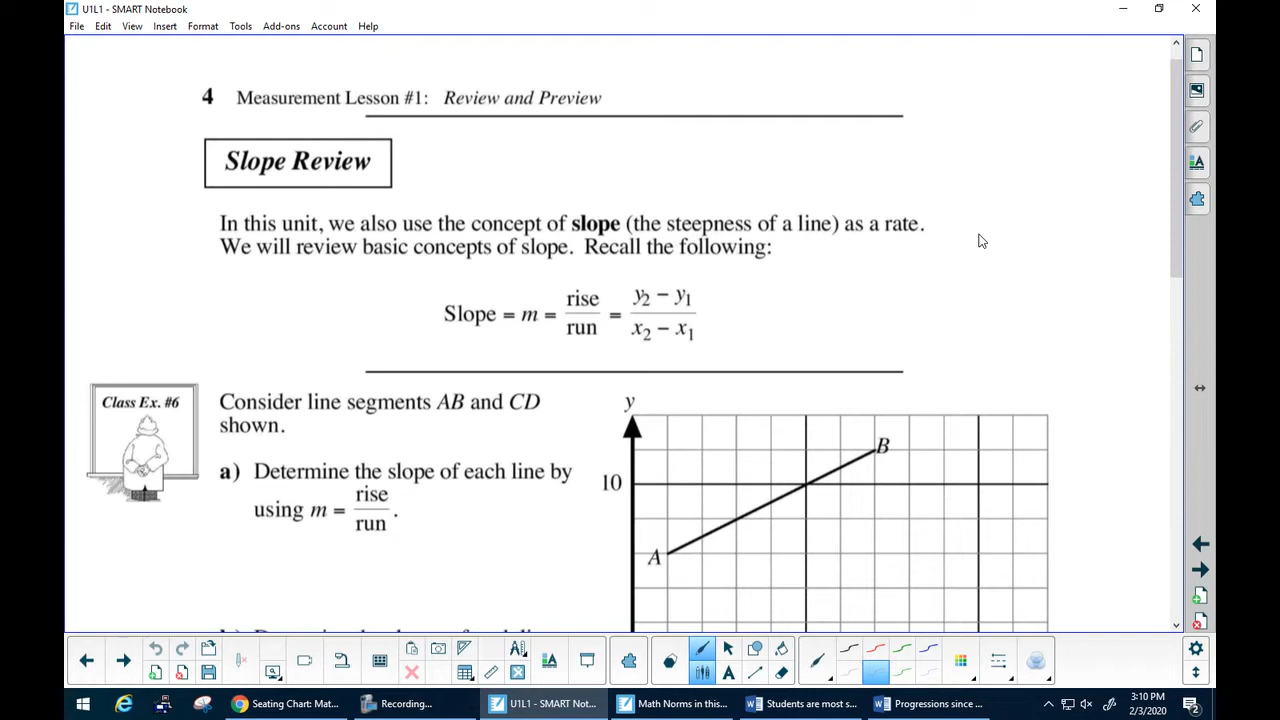 U1L1 - SMART Notebook
File Edit View Insert Format Tools Add-ons Account Help
4 Measurement Lesson #1: Review and Preview
Slope Review
In this unit, we also use the concept of slope (the steepness of a line) as a rate.
We will review basic concepts of slope. Recall the following:
Slope = m = rise/run = y2 − y1/x2 − x1
Class Ex. #6
Consider line segments AB and CD
shown.
a) Determine the slope of each line by
using m = rise/run.
y
B
10
A
Seating Chart: Mat...
Recording...
U1L1 - SMART Not...
Math Norms in this...
Students are most s...
Progressions since ...
3:10 PM
2/3/2020
2